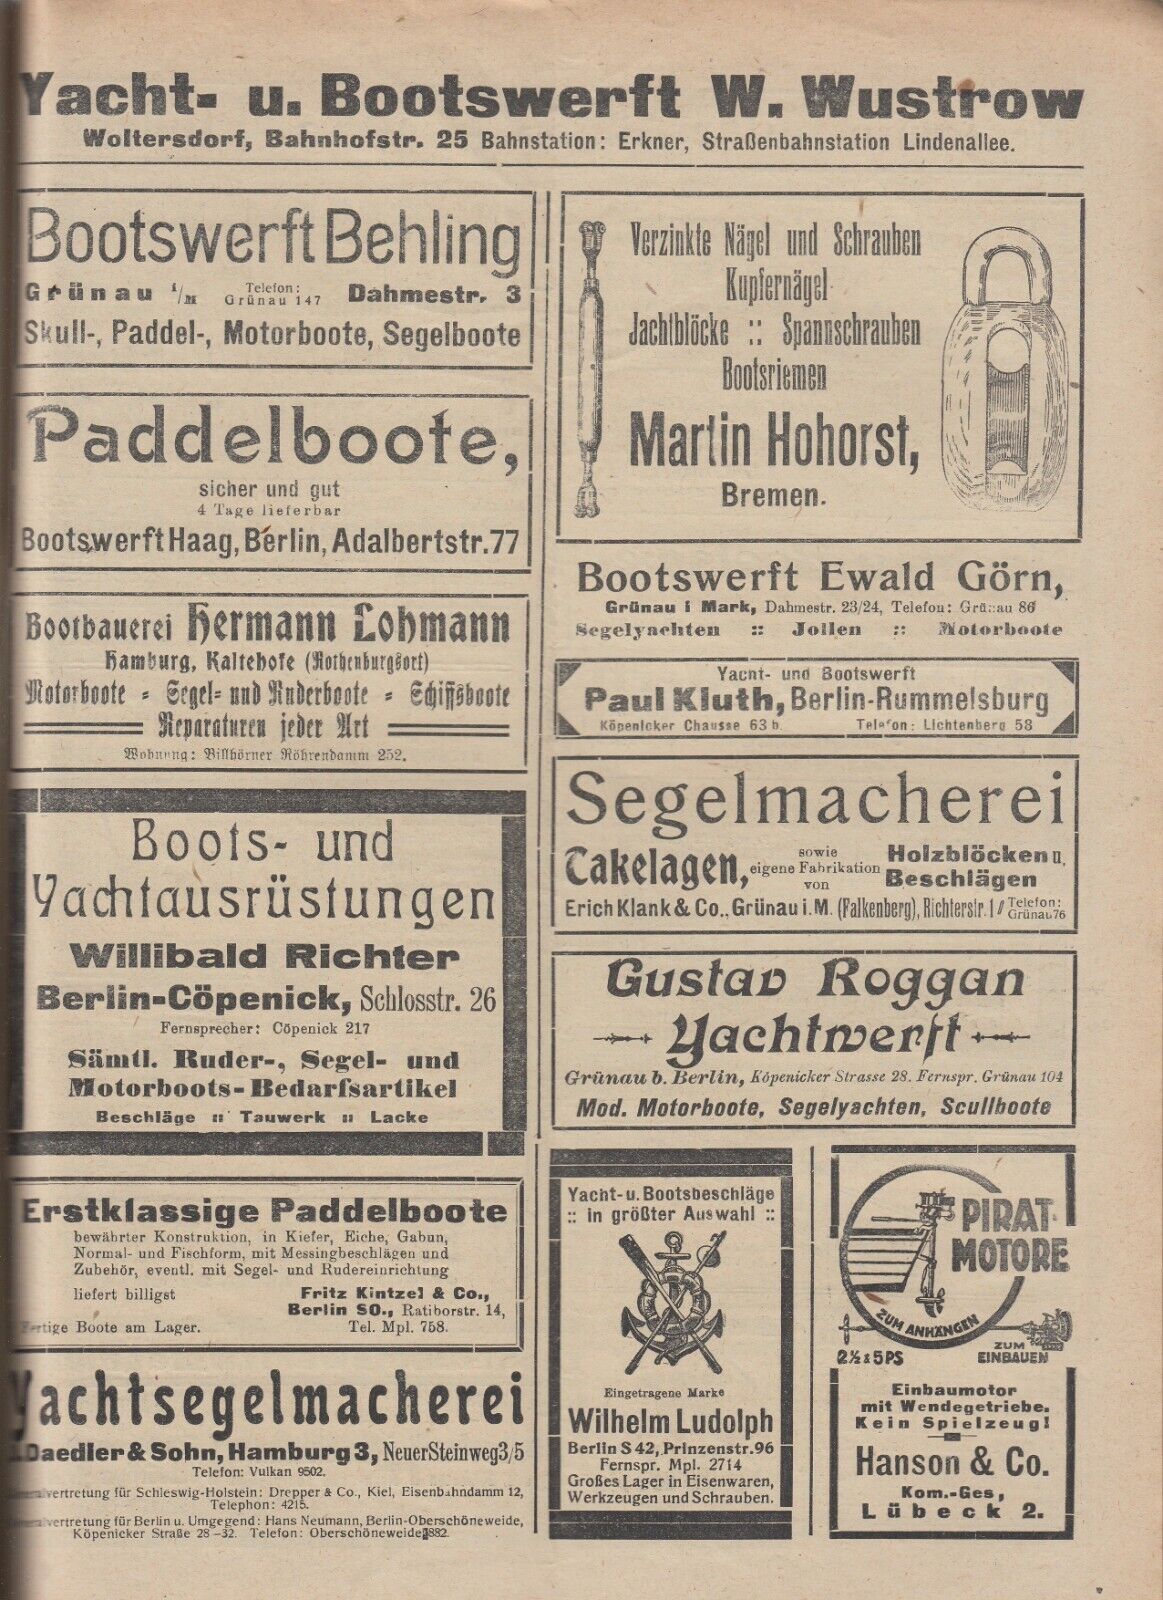 Yacht- u. Bootswerft W. Wustrow
Woltersdorf, Bahnhofstr. 25 Bahnstation: Erkner, Straßenbahnstation Lindenallee.
Bootswerft Behling
Grünau i/M Telefon: Grünau 147 Dahmestr. 3
Skull-, Paddel-, Motorboote, Segelboote
Paddelboote,
sicher und gut
4 Tage lieferbar
Bootswerft Haag, Berlin, Adalbertstr. 77
Bootbauerei Hermann Lohmann
Hamburg, Kaltehofe (Rothenburgsort)
Motorboote - Segel- und Ruderboote - Schiffsboote
Reparaturen jeder Art
Wohnung: Billhörner Röhrendamm 252.
Boots- und
Yachtausrüstungen
Willibald Richter
Berlin-Cöpenick, Schlosstr. 26
Fernsprecher: Cöpenick 217
Sämtl. Ruder-, Segel- und
Motorboots-Bedarfsartikel
Beschläge :: Tauwerk :: Lacke
Erstklassige Paddelboote
bewährter Konstruktion, in Kiefer, Eiche, Gabun,
Normal- und Fischform, mit Messingbeschlägen und
Zubehör, eventl. mit Segel- und Rudereinrichtung
liefert billigst Fritz Kintzel & Co.,
Berlin SO., Ratiborstr. 14,
Fertige Boote am Lager. Tel. Mpl. 758.
Yachtsegelmacherei
Daedler & Sohn, Hamburg 3, Neuer Steinweg 3/5
Telefon: Vulkan 9502.
vertretung für Schleswig-Holstein: Drepper & Co., Kiel, Eisenbahndamm 12,
Telephon: 4215.
vertretung für Berlin u. Umgegend: Hans Neumann, Berlin-Oberschöneweide,
Köpenicker Straße 28-32. Telefon: Oberschöneweide 882.
Verzinkte Nägel und Schrauben
Kupfernägel
Jachtblöcke :: Spannschrauben
Bootsriemen
Martin Hohorst,
Bremen.
Bootswerft Ewald Görn,
Grünau i Mark, Dahmestr. 23/24, Telefon: Grünau 86
Segelyachten :: Jollen :: Motorboote
Yacht- und Bootswerft
Paul Kluth, Berlin-Rummelsburg
Köpenicker Chausse 63 b. Telefon: Lichtenberg 58
Segelmacherei
Takelagen, sowie eigene Fabrikation von Holzblöcken u. Beschlägen
Erich Klank & Co., Grünau i. M. (Falkenberg), Richterstr. 1 // Telefon: Grünau 76
Gustav Roggan
Yachtwerft
Grünau b. Berlin, Köpenicker Strasse 28. Fernspr. Grünau 104
Mod. Motorboote, Segelyachten, Scullboote
Yacht- u. Bootsbeschläge
:: in größter Auswahl ::
Eingetragene Marke
Wilhelm Ludolph
Berlin S 42, Prinzenstr. 96
Fernspr. Mpl. 2714
Großes Lager in Eisenwaren,
Werkzeugen und Schrauben.
PIRAT-
MOTORE
ZUM ANHÄNGEN
2½ & 5 PS
ZUM
EINBAUEN
Einbaumotor
mit Wendegetriebe.
Kein Spielzeug!
Hanson & Co.
Kom.-Ges,
Lübeck 2.